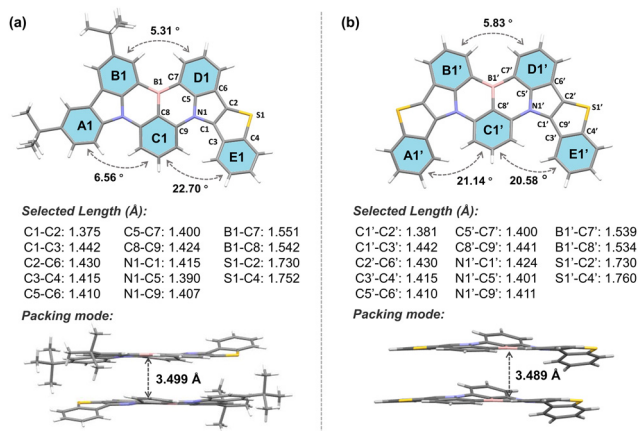 (a)
5.31 °
B1
D1
B1
C7
C5
C6
C2
S1
A1
C8
N1
C1
C9
C1
C3
C4
E1
6.56 °
22.70 °
Selected Length (Å):
C1-C2: 1.375 C5-C7: 1.400 B1-C7: 1.551
C1-C3: 1.442 C8-C9: 1.424 B1-C8: 1.542
C2-C6: 1.430 N1-C1: 1.415 S1-C2: 1.730
C3-C4: 1.415 N1-C5: 1.390 S1-C4: 1.752
C5-C6: 1.410 N1-C9: 1.407
Packing mode:
3.499 Å
(b)
5.83 °
B1’
D1’
B1’
C7’
C5’
C6’
C2’
S1’
C8’
N1’
C1’
C1’
C9’
C3’
C4’
A1’
E1’
21.14 °
20.58 °
Selected Length (Å):
C1’-C2’: 1.381 C5’-C7’: 1.400 B1’-C7’: 1.539
C1’-C3’: 1.442 C8’-C9’: 1.441 B1’-C8’: 1.534
C2’-C6’: 1.430 N1’-C1’: 1.424 S1’-C2’: 1.730
C3’-C4’: 1.415 N1’-C5’: 1.401 S1’-C4’: 1.760
C5’-C6’: 1.410 N1’-C9’: 1.411
Packing mode:
3.489 Å